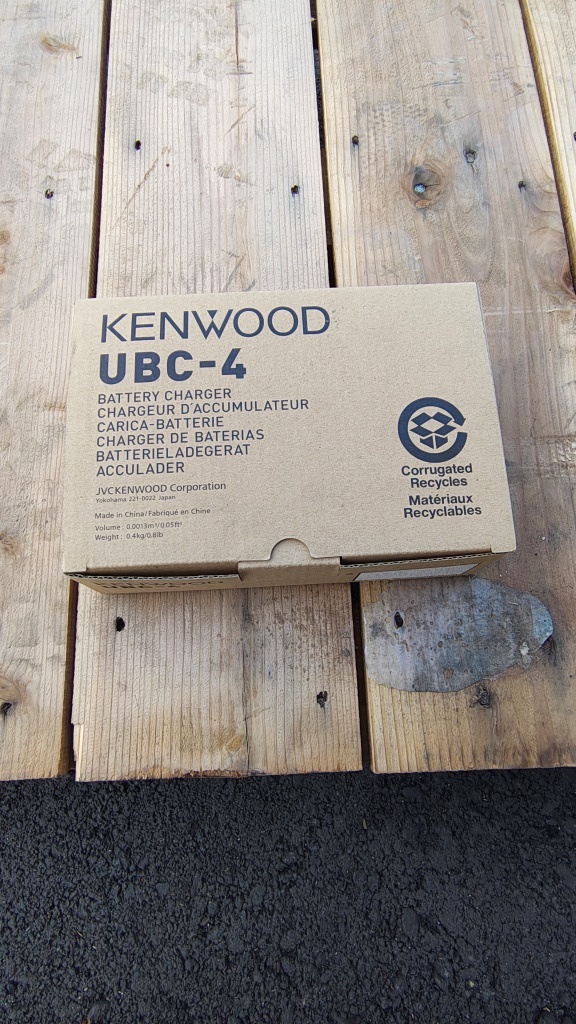 KENWOOD
UBC-4
BATTERY CHARGER
CHARGEUR D'ACCUMULATEUR
CARICA-BATTERIE
CHARGER DE BATERIAS
BATTERIELADEGERAT
ACCULADER
JVCKENWOOD Corporation
Yokohama 221-0022 Japan
Made in China/Fabriqué en Chine
Volume : 0.0013m³/0.05ft³
Weight : 0.4kg/0.8lb
Corrugated
Recycles
Matériaux
Recyclables